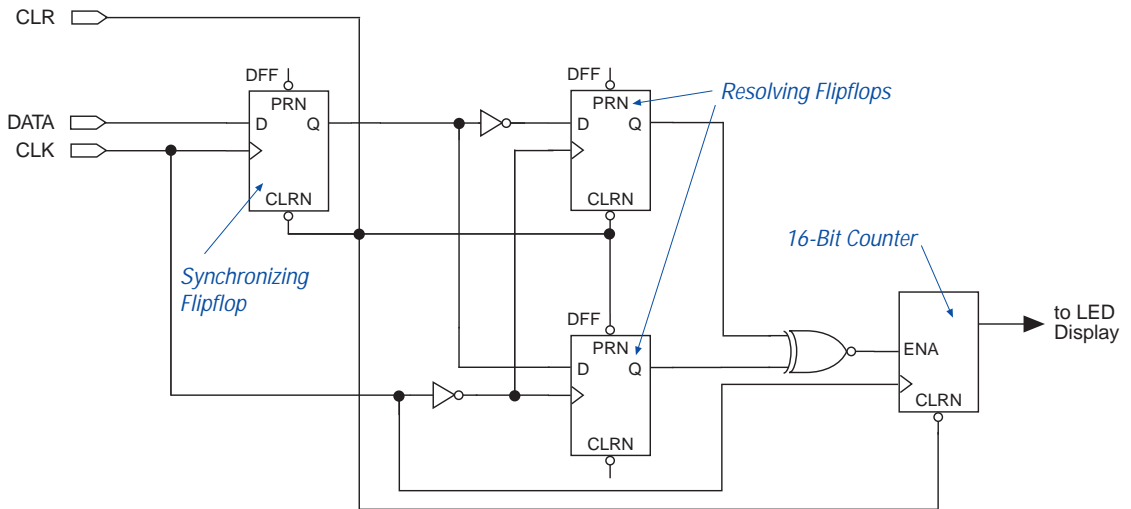 CLR
DFF
DFF
PRN
PRN
Resolving Flipflops
DATA
D
Q
D
Q
CLK
CLRN
CLRN
16-Bit Counter
Synchronizing
Flipflop
to LED
Display
DFF
PRN
ENA
D
Q
CLRN
CLRN